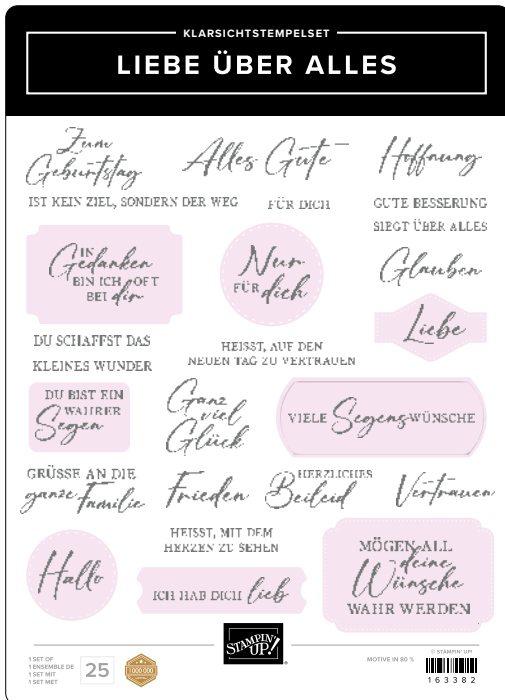 KLARSICHTSTEMPELSET
LIEBE ÜBER ALLES
Zum
Geburtstag
Alles Gute
Hoffnung
IST KEIN ZIEL, SONDERN DER WEG
FÜR DICH
GUTE BESSERUNG
SIEGT ÜBER ALLES
IN
Gedanken
BIN ICH OFT
BEI dir
Nur
FÜR dich
Glauben
Liebe
DU SCHAFFST DAS
KLEINES WUNDER
HEISST, AUF DEN
NEUEN TAG ZU VERTRAUEN
DU BIST EIN
WAHRER
Segen
Ganz
viel
Glück
VIELE Segens WÜNSCHE
GRÜSSE AN DIE
ganze Familie
Frieden
HERZLICHES
Beileid
Vertrauen
HEISST, MIT DEM
HERZEN ZU SEHEN
Hallo
ICH HAB DICH lieb
MÖGEN ALL
deine
Wünsche
WAHR WERDEN
1 SET OF
1 ENSEMBLE DE
1 SET MIT
1 SET MET
25
1000 000
STAMPIN' UP!®
MOTIVE IN 80 %
© STAMPIN' UP!
163382